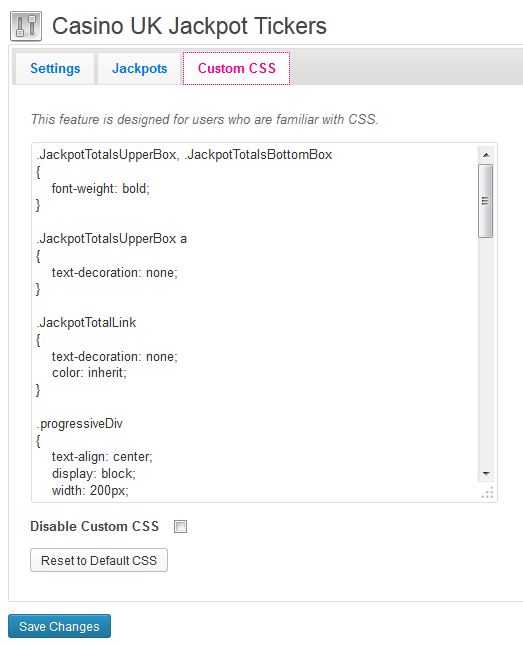 Casino UK Jackpot Tickers
Settings Jackpots Custom CSS
This feature is designed for users who are familiar with CSS.
.JackpotTotalsUpperBox, .JackpotTotalsBottomBox
{
    font-weight: bold;
}

.JackpotTotalsUpperBox a
{
    text-decoration: none;
}

.JackpotTotalLink
{
    text-decoration: none;
    color: inherit;
}

.progressiveDiv
{
    text-align: center;
    display: block;
    width: 200px;
Disable Custom CSS
Reset to Default CSS
Save Changes